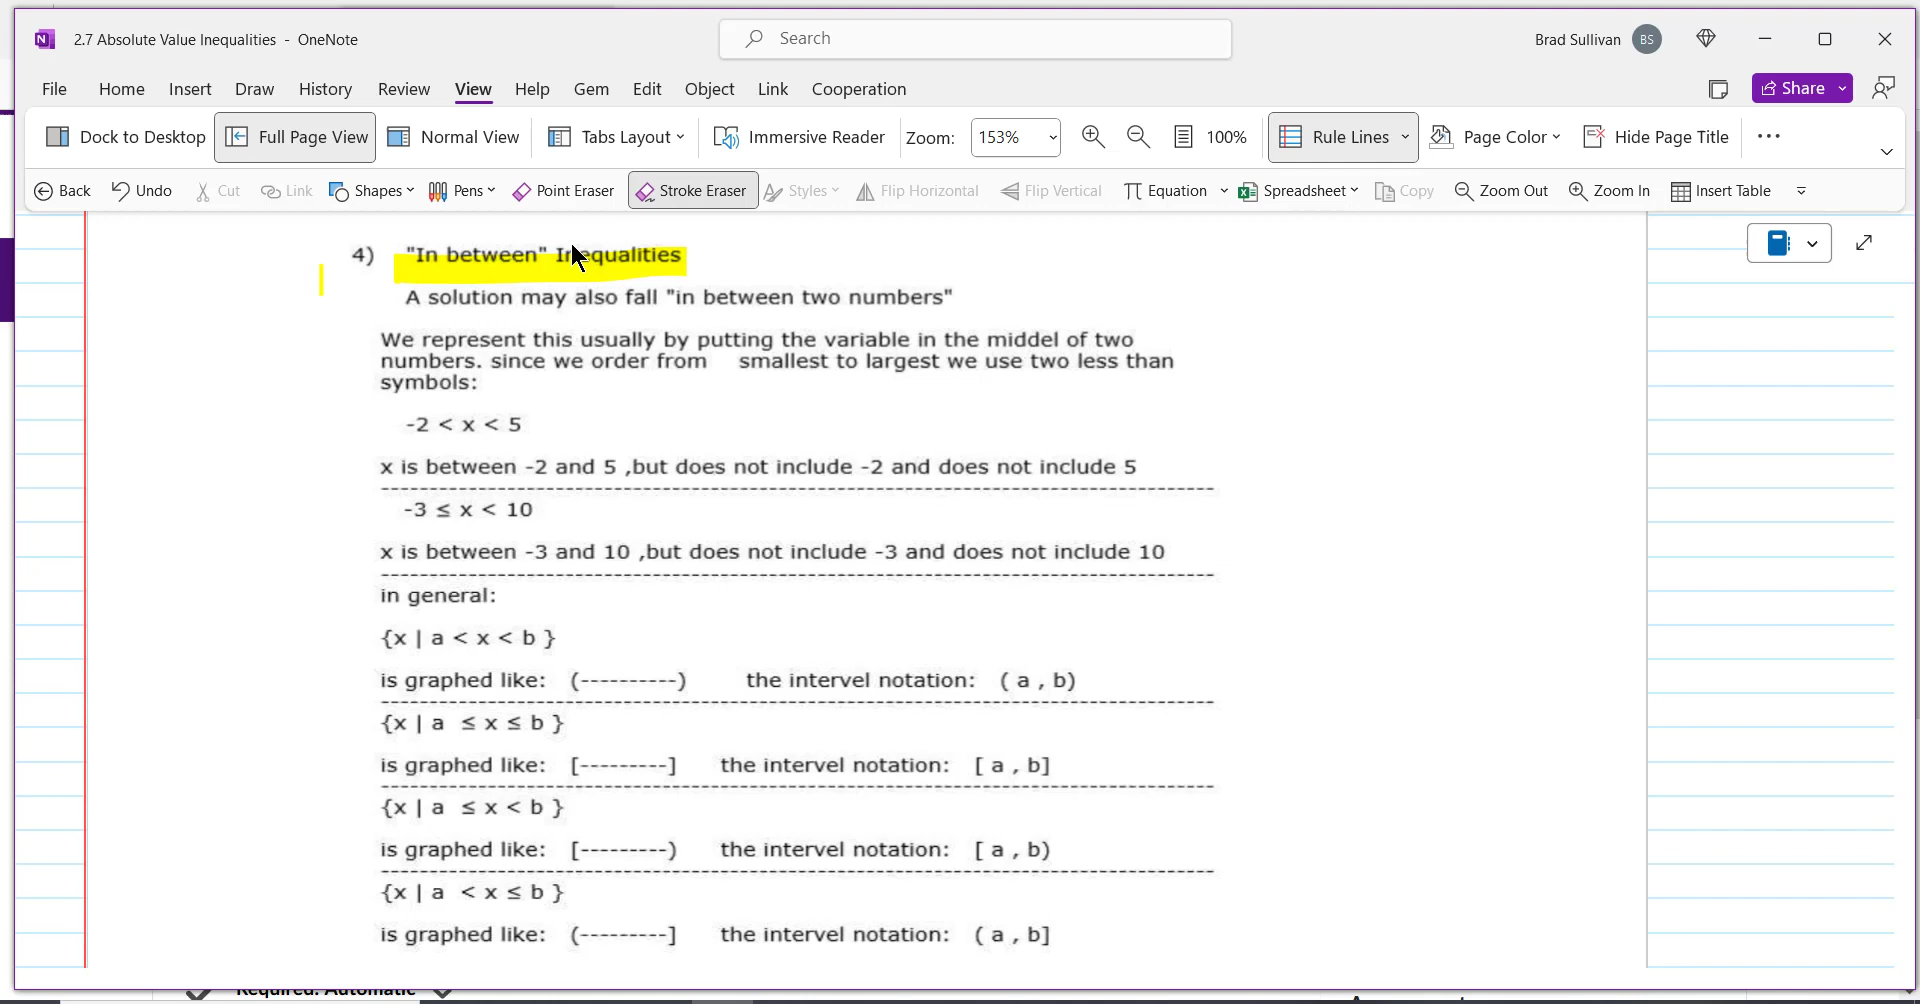 2.7 Absolute Value Inequalities - OneNote
Search
Brad Sullivan BS
File Home Insert Draw History Review View Help Gem Edit Object Link Cooperation
Share
Dock to Desktop Full Page View Normal View Tabs Layout Immersive Reader Zoom: 153% 100% Rule Lines Page Color Hide Page Title
Back Undo Cut Link Shapes Pens Point Eraser Stroke Eraser Styles Flip Horizontal Flip Vertical Equation Spreadsheet Copy Zoom Out Zoom In Insert Table
4) "In between" Inequalities
A solution may also fall "in between two numbers"
We represent this usually by putting the variable in the middel of two
numbers. since we order from smallest to largest we use two less than
symbols:
-2 < x < 5
x is between -2 and 5 ,but does not include -2 and does not include 5
-3 ≤ x < 10
x is between -3 and 10 ,but does not include -3 and does not include 10
in general:
{x | a < x < b }
is graphed like: (----------) the intervel notation: ( a , b)
{x | a ≤ x ≤ b }
is graphed like: [---------] the intervel notation: [ a , b]
{x | a ≤ x < b }
is graphed like: [---------) the intervel notation: [ a , b)
{x | a < x ≤ b }
is graphed like: (---------] the intervel notation: ( a , b]
Required: Automatic